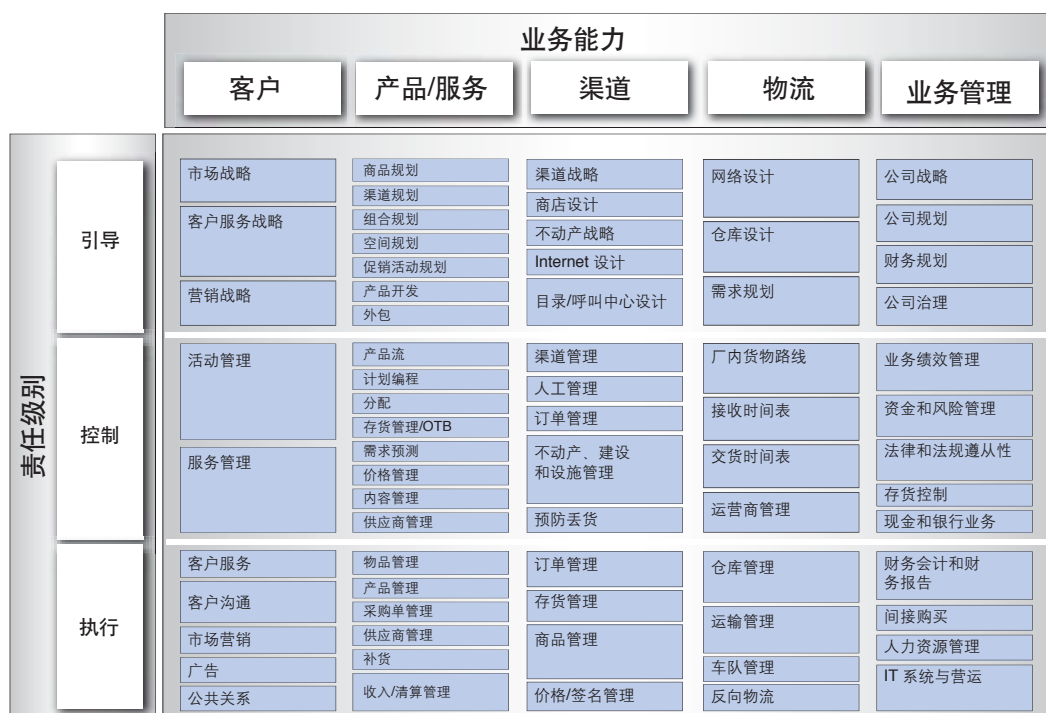 业务能力
客户
产品/服务
渠道
物流
业务管理
责任级别
引导
市场战略
客户服务战略
营销战略
商品规划
渠道规划
组合规划
空间规划
促销活动规划
产品开发
外包
渠道战略
商店设计
不动产战略
Internet 设计
目录/呼叫中心设计
网络设计
仓库设计
需求规划
公司战略
公司规划
财务规划
公司治理
控制
活动管理
服务管理
产品流
计划编程
分配
存货管理/OTB
需求预测
价格管理
内容管理
供应商管理
渠道管理
人工管理
订单管理
不动产、建设
和设施管理
预防丢货
厂内货物路线
接收时间表
交货时间表
运营商管理
业务绩效管理
资金和风险管理
法律和法规遵从性
存货控制
现金和银行业务
执行
客户服务
客户沟通
市场营销
广告
公共关系
物品管理
产品管理
采购单管理
供应商管理
补货
收入/清算管理
订单管理
存货管理
商品管理
价格/签名管理
仓库管理
运输管理
车队管理
反向物流
财务会计和财
务报告
间接购买
人力资源管理
IT 系统与营运